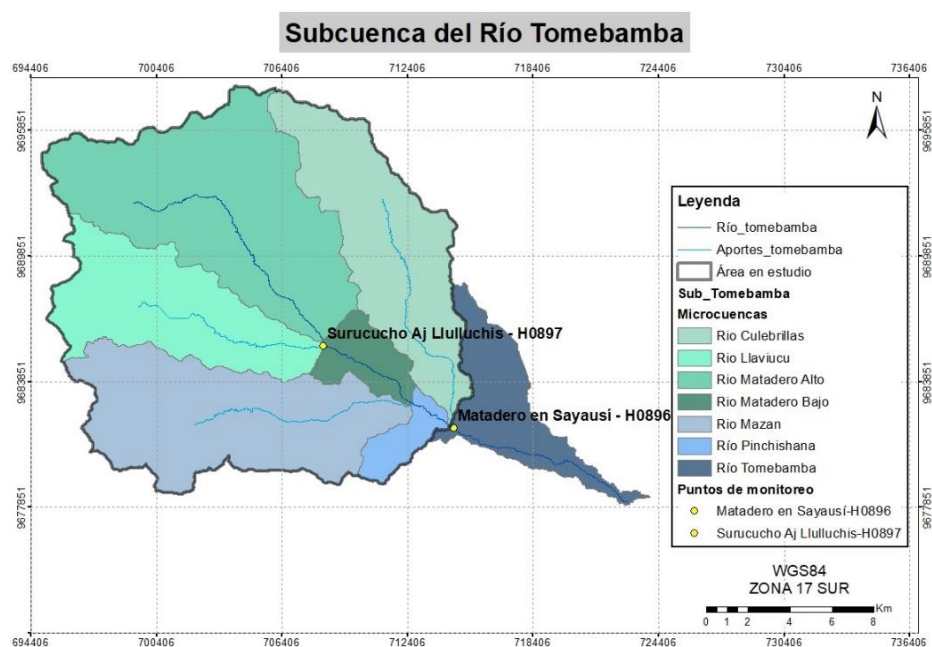 Subcuenca del Río Tomebamba
694406 700406 706406 712406 718406 724406 730406 736406
9695851 9695851
N
9689851 9689851
9683851 9683851
9677851 9677851
Surucucho Aj Llulluchis - H0897
Matadero en Sayausí - H0896
Leyenda
Río_tomebamba
Aportes_tomebamba
Área en estudio
Sub_Tomebamba
Microcuencas
Rio Culebrillas
Rio Llaviucu
Rio Matadero Alto
Rio Matadero Bajo
Rio Mazan
Río Pinchishana
Río Tomebamba
Puntos de monitoreo
Matadero en Sayausí-H0896
Surucucho Aj Llulluchis-H0897
WGS84
ZONA 17 SUR
Km
0 1 2 4 6 8
694406 700406 706406 712406 718406 724406 730406 736406